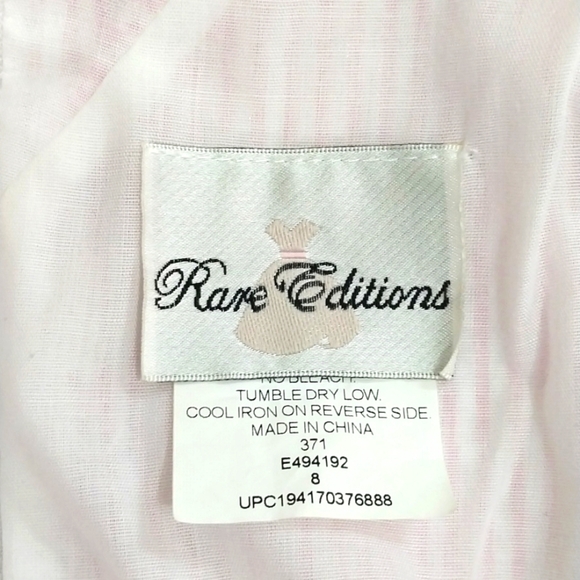 Rare Editions
NO BLEACH.
TUMBLE DRY LOW.
COOL IRON ON REVERSE SIDE.
MADE IN CHINA
371
E494192
8
UPC194170376888